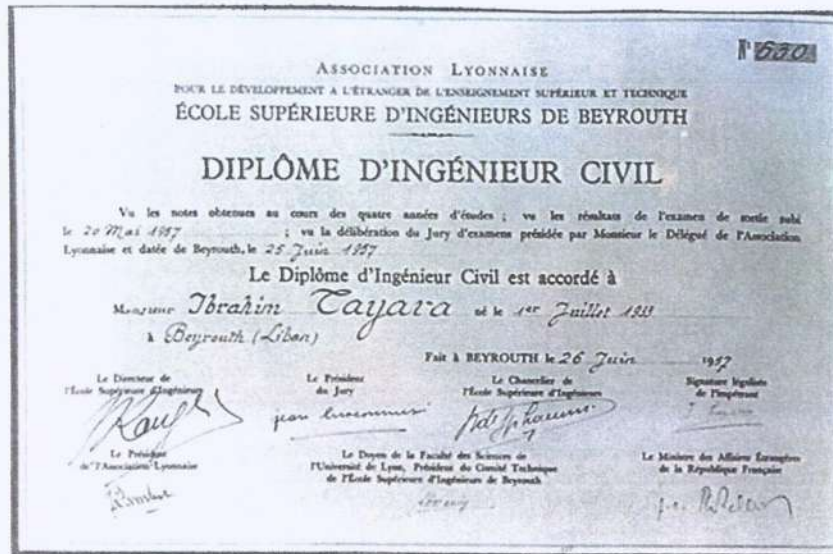 N° 630
ASSOCIATION LYONNAISE
POUR LE DÉVELOPPEMENT A L'ÉTRANGER DE L'ENSEIGNEMENT SUPÉRIEUR ET TECHNIQUE
ÉCOLE SUPÉRIEURE D'INGÉNIEURS DE BEYROUTH
DIPLÔME D'INGÉNIEUR CIVIL
Vu les notes obtenues au cours des quatre années d'études ; vu les résultats de l'examen de sortie subi
le 20 Mai 1957 ; vu la délibération du Jury d'examens présidée par Monsieur le Délégué de l'Association
Lyonnaise et datée de Beyrouth, le 25 Juin 1957
Le Diplôme d'Ingénieur Civil est accordé à
Monsieur Ibrahim Tayara né le 1er Juillet 1933
à Beyrouth (Liban)
Fait à BEYROUTH le 26 Juin 1957
Le Directeur de
l'École Supérieure d'Ingénieurs
Le Président
du Jury
Le Chancelier de
l'École Supérieure d'Ingénieurs
Signature légalisée
de l'impétrant
Le Président
de l'Association Lyonnaise
Le Doyen de la Faculté des Sciences de
l'Université de Lyon, Président du Comité Technique
de l'École Supérieure d'Ingénieurs de Beyrouth
Le Ministre des Affaires Étrangères
de la République Française